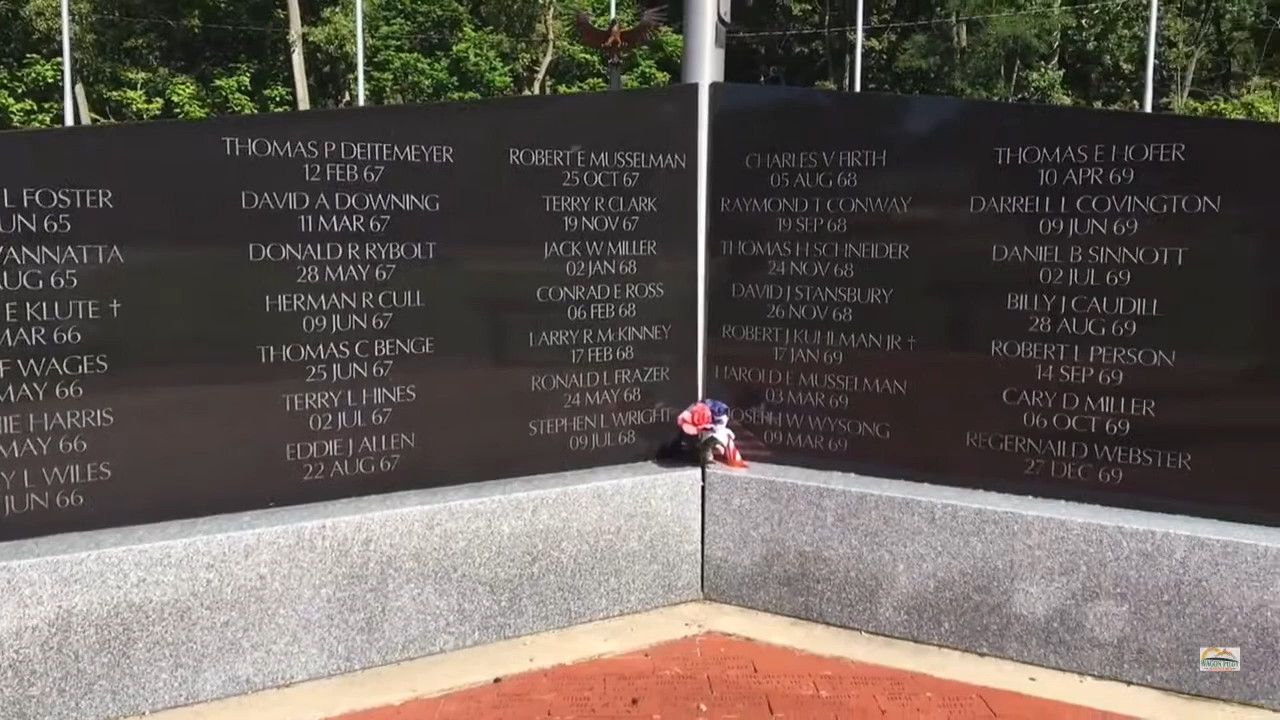 L FOSTER
UN 65
VANNATTA
AUG 65
E KLUTE †
MAR 66
F WAGES
MAY 66
IE HARRIS
MAY 66
Y L WILES
JUN 66
THOMAS P DEITEMEYER
12 FEB 67
DAVID A DOWNING
11 MAR 67
DONALD R RYBOLT
28 MAY 67
HERMAN R CULL
09 JUN 67
THOMAS C BENGE
25 JUN 67
TERRY L HINES
02 JUL 67
EDDIE J ALLEN
22 AUG 67
ROBERT E MUSSELMAN
25 OCT 67
TERRY R CLARK
19 NOV 67
JACK W MILLER
02 JAN 68
CONRAD E ROSS
06 FEB 68
LARRY R McKINNEY
17 FEB 68
RONALD L FRAZER
24 MAY 68
STEPHEN L WRIGHT
09 JUL 68
CHARLES V FIRTH
05 AUG 68
RAYMOND T CONWAY
19 SEP 68
THOMAS H SCHNEIDER
24 NOV 68
DAVID J STANSBURY
26 NOV 68
ROBERT J KUHLMAN JR †
17 JAN 69
HAROLD E MUSSELMAN
03 MAR 69
JOSEPH W WYSONG
09 MAR 69
THOMAS E HOFER
10 APR 69
DARRELL L COVINGTON
09 JUN 69
DANIEL B SINNOTT
02 JUL 69
BILLY J CAUDILL
28 AUG 69
ROBERT L PERSON
14 SEP 69
CARY D MILLER
06 OCT 69
REGERNAIL D WEBSTER
27 DEC 69
WAGON PILOT